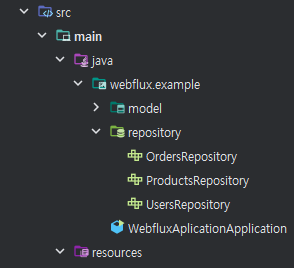 src
main
java
webflux.example
model
repository
OrdersRepository
ProductsRepository
UsersRepository
WebfluxAplicationApplication
resources